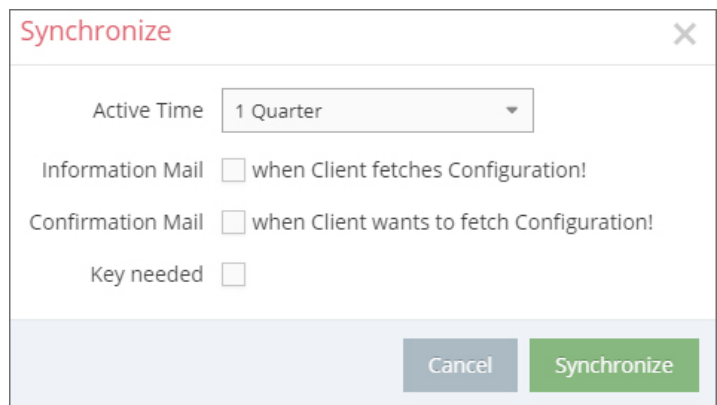 Synchronize
Active Time 1 Quarter
Information Mail when Client fetches Configuration!
Confirmation Mail when Client wants to fetch Configuration!
Key needed
Cancel Synchronize